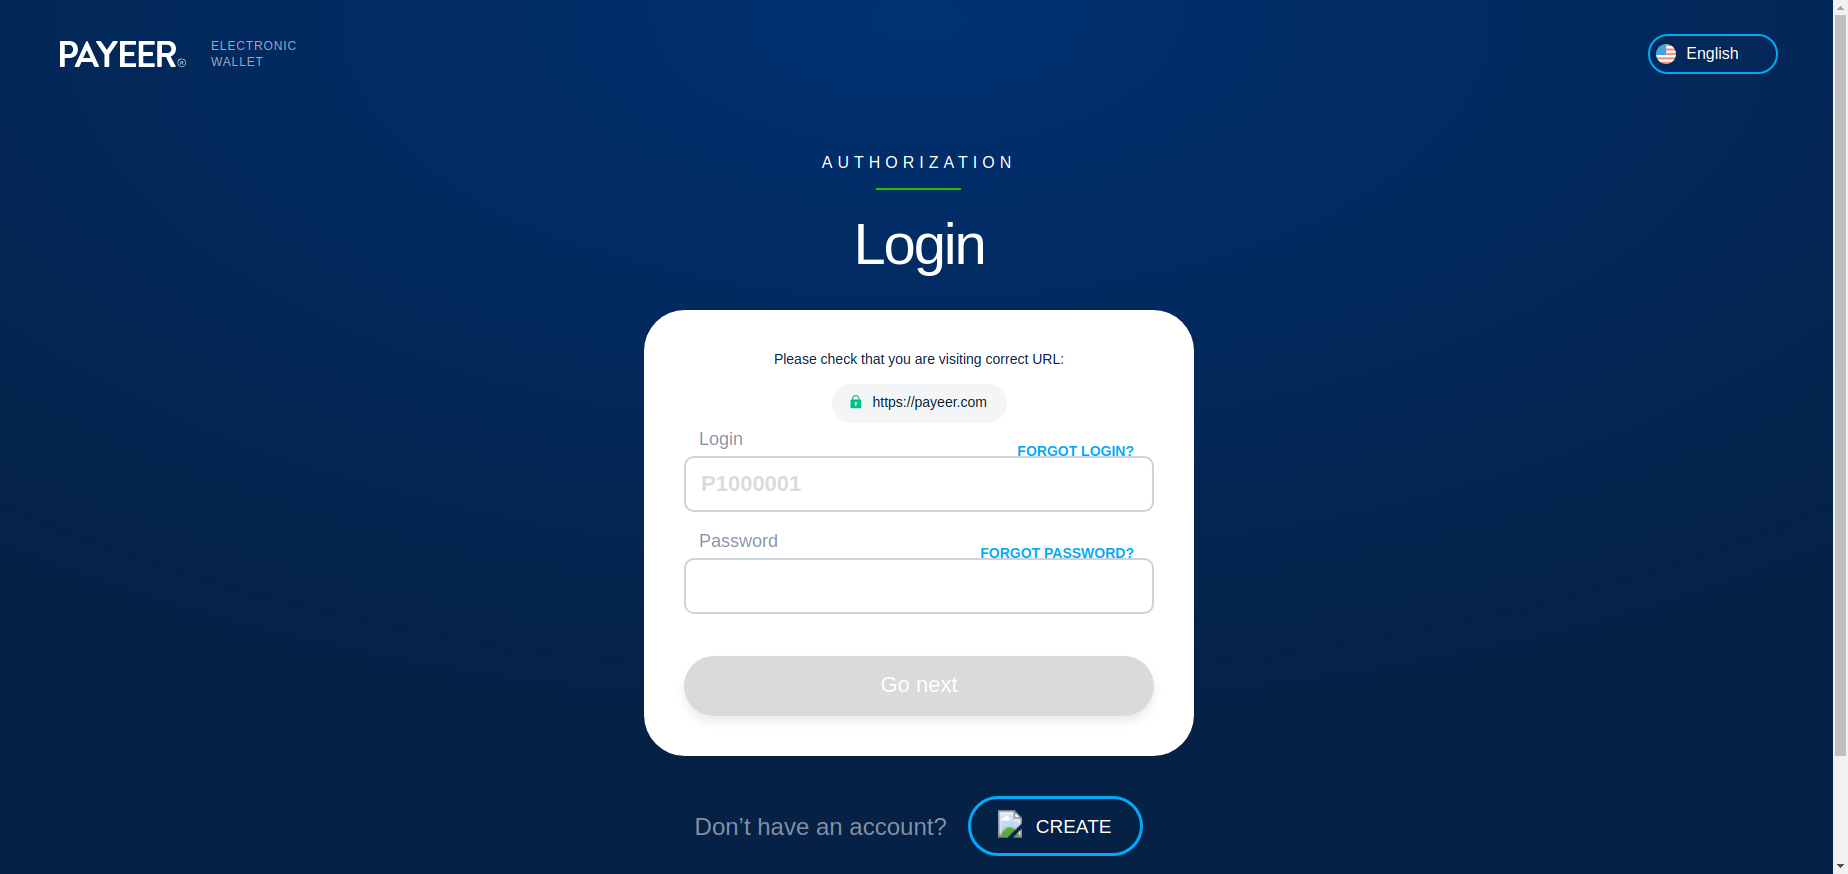 PAYEER®
ELECTRONIC
WALLET
English
AUTHORIZATION
Login
Please check that you are visiting correct URL:
https://payeer.com
Login
FORGOT LOGIN?
P1000001
Password
FORGOT PASSWORD?
Go next
Don’t have an account?
CREATE